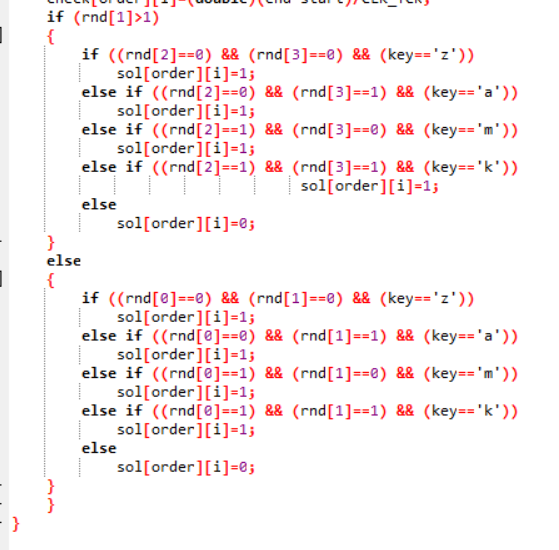 check[order][i]=(double)(end-start)/CLK_TCK;
if (rnd[1]>1)
{
if ((rnd[2]==0) && (rnd[3]==0) && (key=='z'))
sol[order][i]=1;
else if ((rnd[2]==0) && (rnd[3]==1) && (key=='a'))
sol[order][i]=1;
else if ((rnd[2]==1) && (rnd[3]==0) && (key=='m'))
sol[order][i]=1;
else if ((rnd[2]==1) && (rnd[3]==1) && (key=='k'))
sol[order][i]=1;
else
sol[order][i]=0;
}
else
{
if ((rnd[0]==0) && (rnd[1]==0) && (key=='z'))
sol[order][i]=1;
else if ((rnd[0]==0) && (rnd[1]==1) && (key=='a'))
sol[order][i]=1;
else if ((rnd[0]==1) && (rnd[1]==0) && (key=='m'))
sol[order][i]=1;
else if ((rnd[0]==1) && (rnd[1]==1) && (key=='k'))
sol[order][i]=1;
else
sol[order][i]=0;
}
}
}